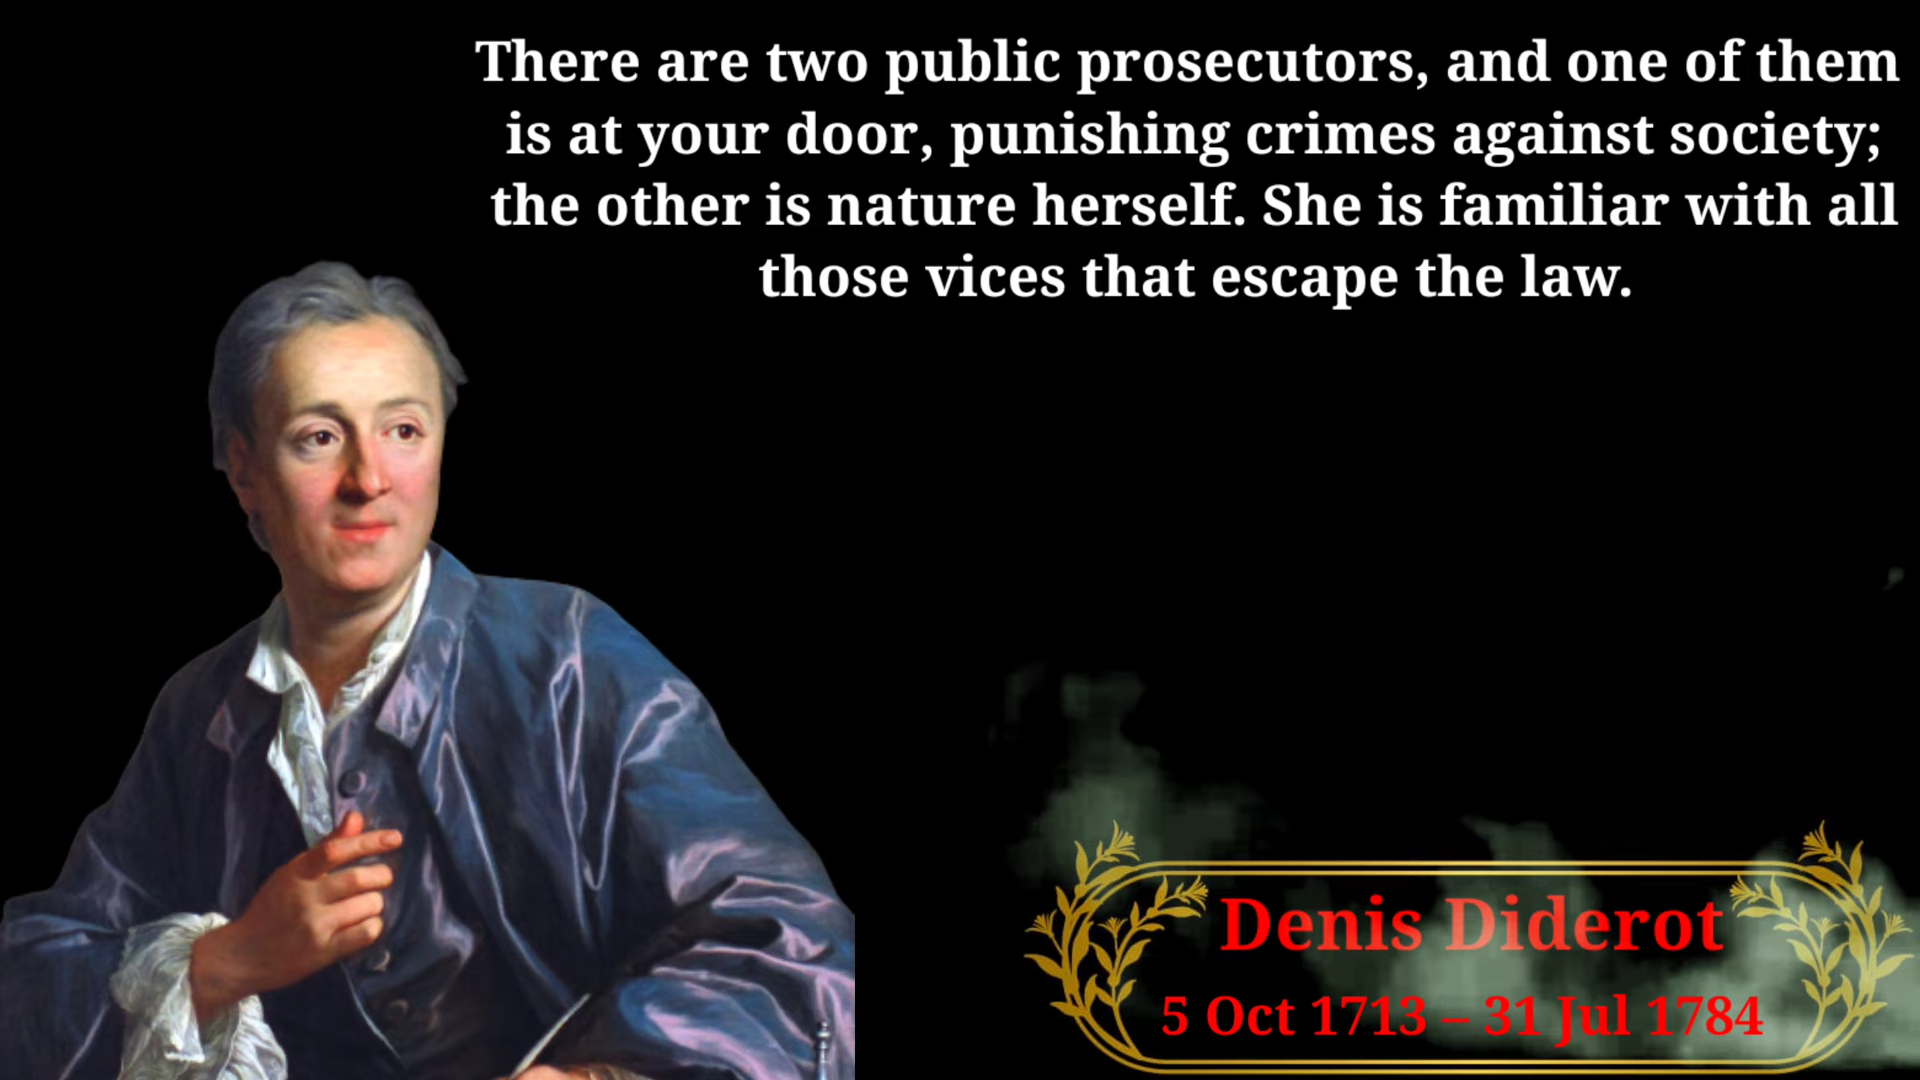 There are two public prosecutors, and one of them
is at your door, punishing crimes against society;
the other is nature herself. She is familiar with all
those vices that escape the law.
Denis Diderot
5 Oct 1713 – 31 Jul 1784